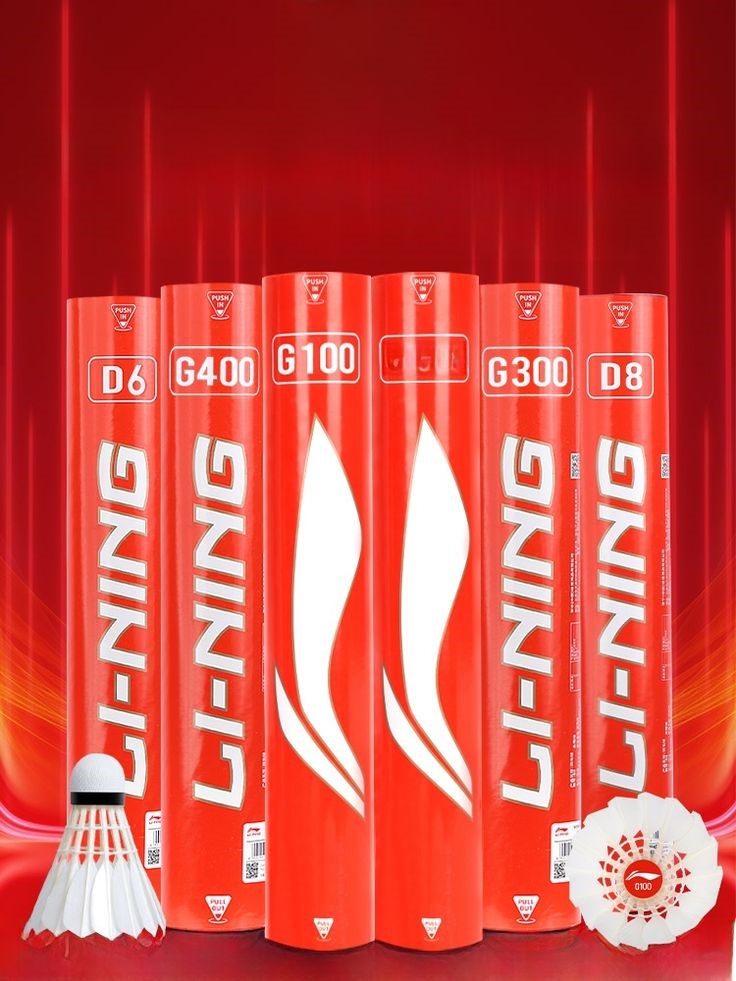 PUSH
IN
PUSH
IN
PUSH
IN
PUSH
IN
PUSH
IN
PUSH
IN
D6
G400
G100
G300
D8
LI-NING
LI-NING
LI-NING
LI-NING
PULL
OUT
PULL
OUT
PULL
OUT
PULL
OUT
G100